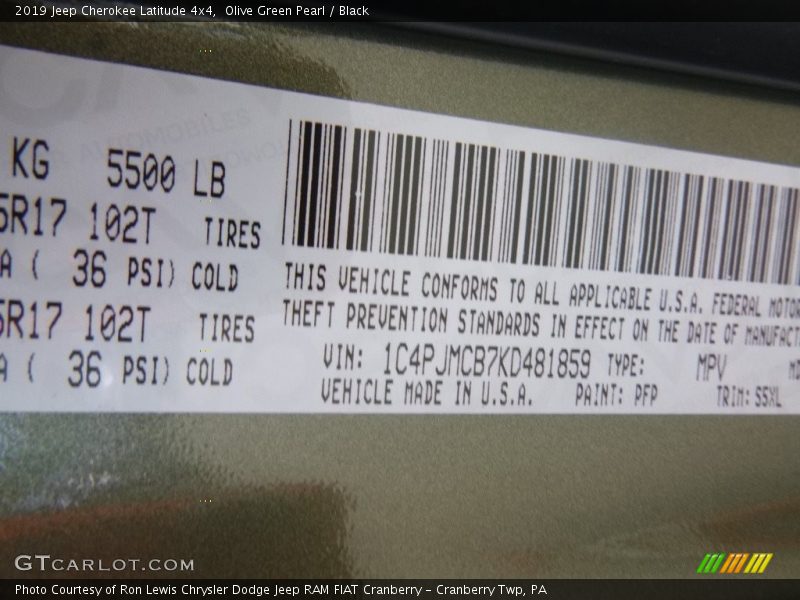 2019 Jeep Cherokee Latitude 4x4,  Olive Green Pearl / Black
KG 5500 LB
5R17 102T TIRES
A ( 36 PSI) COLD
5R17 102T TIRES
A ( 36 PSI) COLD
THIS VEHICLE CONFORMS TO ALL APPLICABLE U.S.A. FEDERAL MOTOR
THEFT PREVENTION STANDARDS IN EFFECT ON THE DATE OF MANUFACT
VIN: 1C4PJMCB7KD481859 TYPE: MPV
VEHICLE MADE IN U.S.A. PAINT: PFP TRIM: S5XL
GTCARLOT.COM
Photo Courtesy of Ron Lewis Chrysler Dodge Jeep RAM FIAT Cranberry - Cranberry Twp, PA